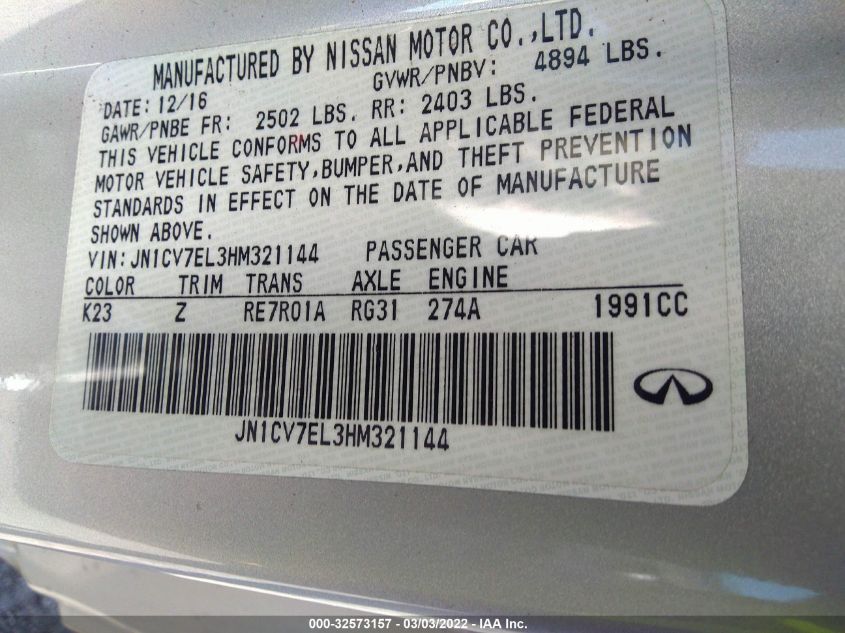 MANUFACTURED BY NISSAN MOTOR CO.,LTD.
DATE: 12/16 GVWR/PNBV: 4894 LBS.
GAWR/PNBE FR: 2502 LBS. RR: 2403 LBS.
THIS VEHICLE CONFORMS TO ALL APPLICABLE FEDERAL
MOTOR VEHICLE SAFETY,BUMPER,AND THEFT PREVENTION
STANDARDS IN EFFECT ON THE DATE OF MANUFACTURE
SHOWN ABOVE.
VIN:JN1CV7EL3HM321144 PASSENGER CAR
COLOR TRIM TRANS AXLE ENGINE
K23 Z RE7R01A RG31 274A 1991CC
JN1CV7EL3HM321144
000-32573157 - 03/03/2022 - IAA Inc.